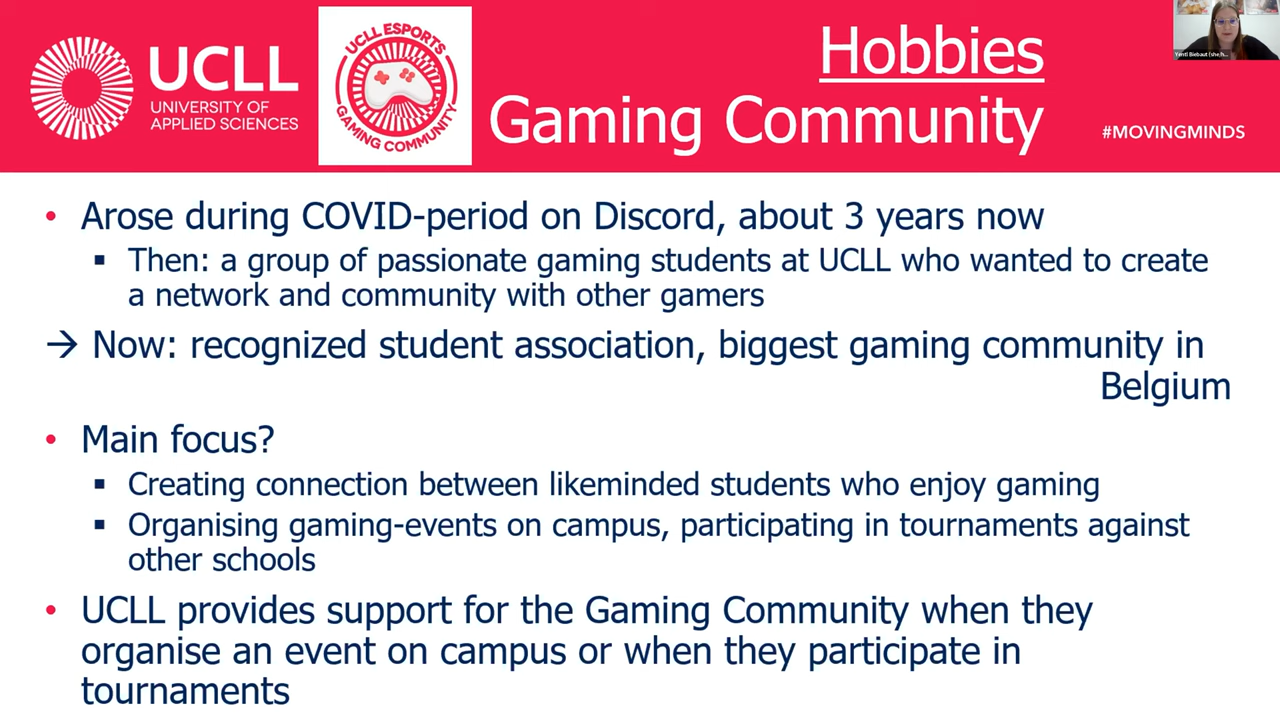 UCLL
UNIVERSITY OF
APPLIED SCIENCES
UCLL ESPORTS
GAMING COMMUNITY
Hobbies
Gaming Community
#MOVINGMINDS
Yentl Biebaut (she/h...
• Arose during COVID-period on Discord, about 3 years now
▪ Then: a group of passionate gaming students at UCLL who wanted to create
a network and community with other gamers
→ Now: recognized student association, biggest gaming community in
Belgium
• Main focus?
▪ Creating connection between likeminded students who enjoy gaming
▪ Organising gaming-events on campus, participating in tournaments against
other schools
• UCLL provides support for the Gaming Community when they
organise an event on campus or when they participate in
tournaments